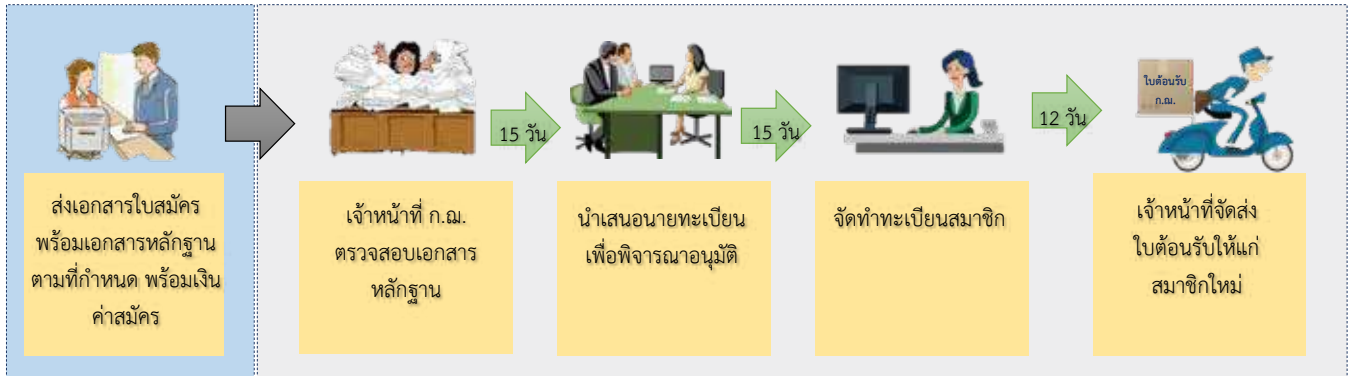 ส่งเอกสารใบสมัคร
พร้อมเอกสารหลักฐาน
ตามที่กำหนด พร้อมเงิน
ค่าสมัคร
เจ้าหน้าที่ ก.ฌ.
ตรวจสอบเอกสาร
หลักฐาน
15 วัน
นำเสนอนายทะเบียน
เพื่อพิจารณาอนุมัติ
15 วัน
จัดทำทะเบียนสมาชิก
12 วัน
ใบต้อนรับ
ก.ฌ.
เจ้าหน้าที่จัดส่ง
ใบต้อนรับให้แก่
สมาชิกใหม่